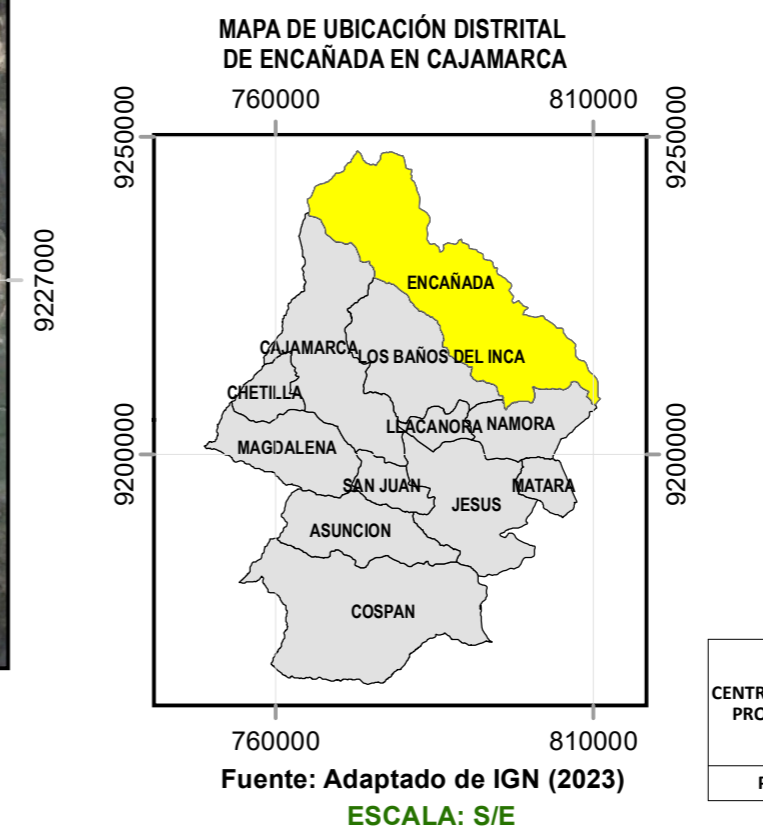 MAPA DE UBICACIÓN DISTRITAL
DE ENCAÑADA EN CAJAMARCA
760000
810000
9250000
9250000
9227000
ENCAÑADA
CAJAMARCA
LOS BAÑOS DEL INCA
CHETILLA
LLACANORA
NAMORA
9200000
9200000
MAGDALENA
SAN JUAN
MATARA
JESUS
ASUNCION
COSPAN
760000
810000
CENTR
PRO
P
Fuente: Adaptado de IGN (2023)
ESCALA: S/E